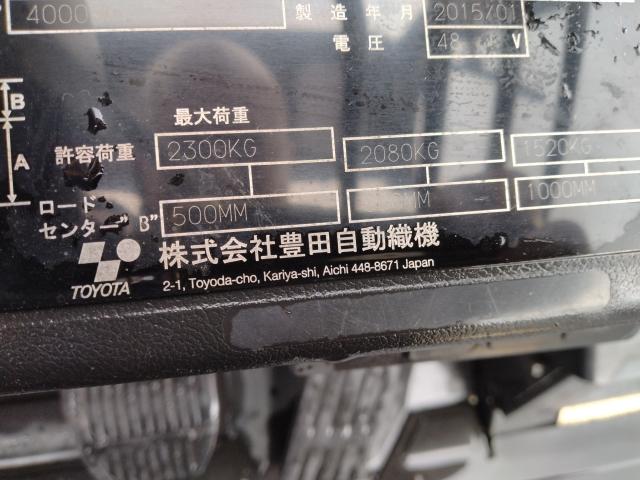 4000 製造年月 2015/01
電圧 48 V
最大荷重
B
A
許容荷重 2300KG 2080KG 1520KG
ロード
センター"B" 500MM 1000MM
株式会社豊田自動織機
TOYOTA
2-1, Toyoda-cho, Kariya-shi, Aichi 448-8671 Japan